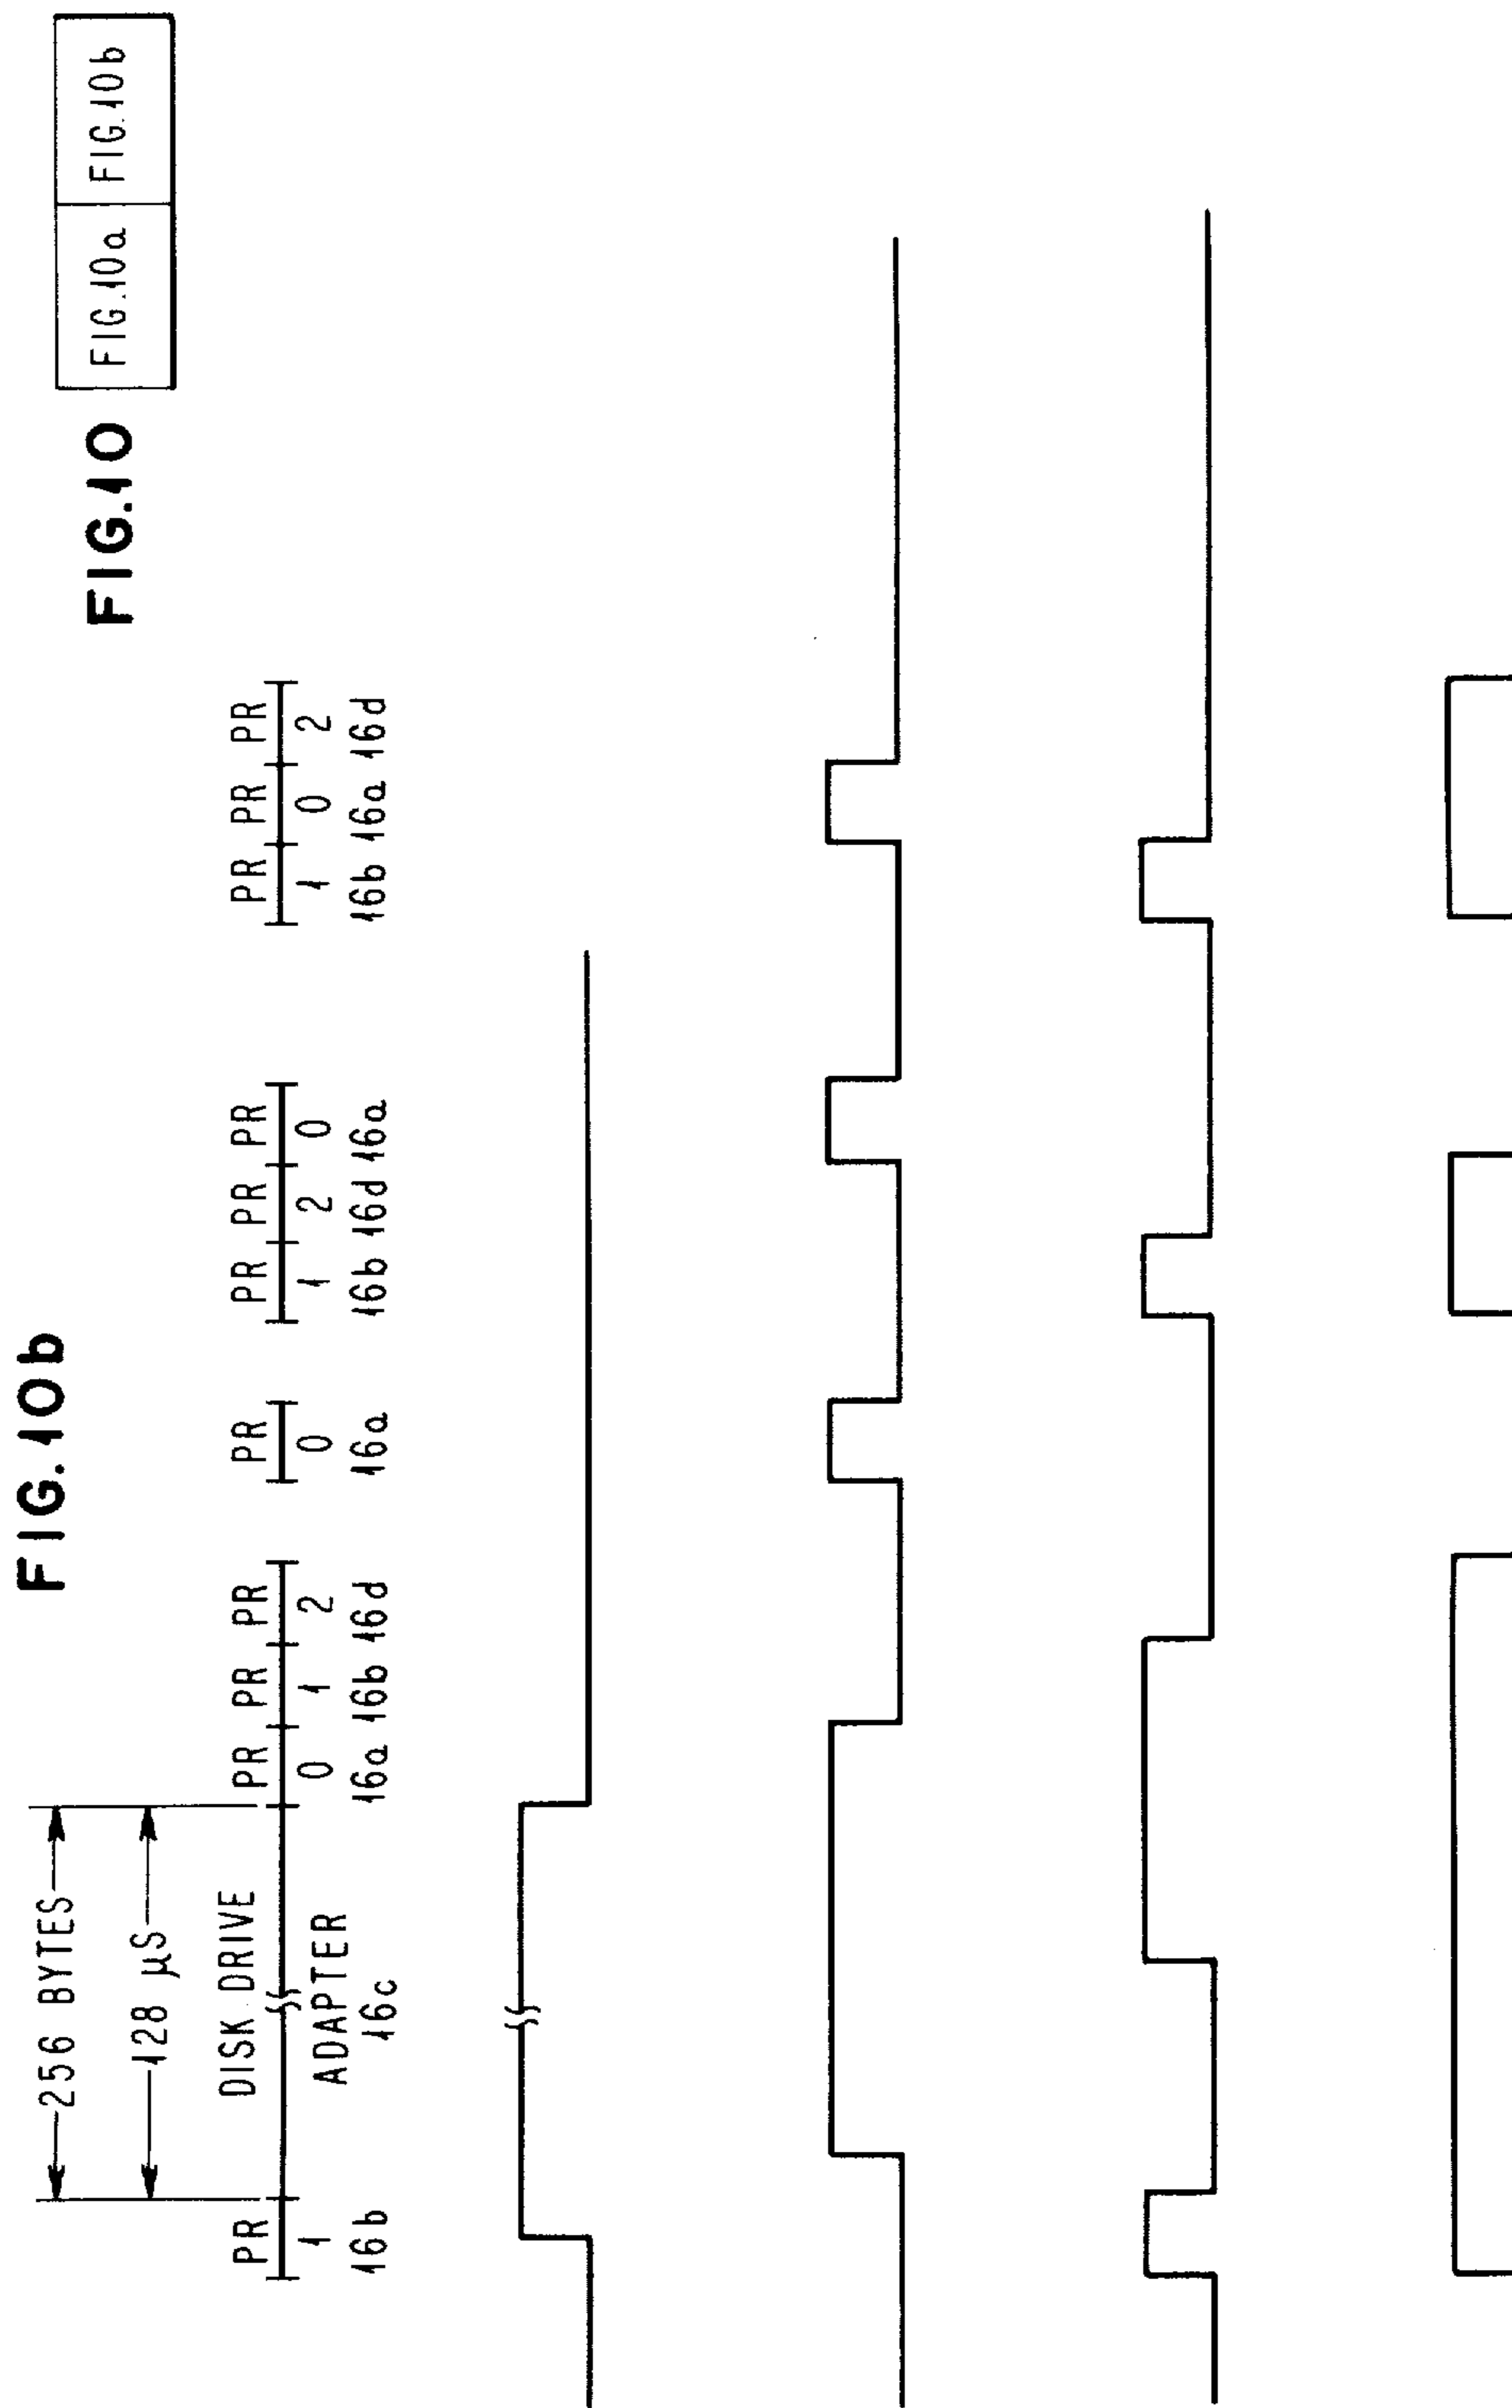 FIG.10
FIG.10a FIG.10b
FIG.10b
256 BYTES
128 µS
PR DISK DRIVE PR PR PR PR PR PR PR PR PR PR
1 ADAPTER 0 1 2 0 1 2 0 1 0 2
16b 16c 16a 16b 16d 16a 16b 16d 16a 16b 16a 16d